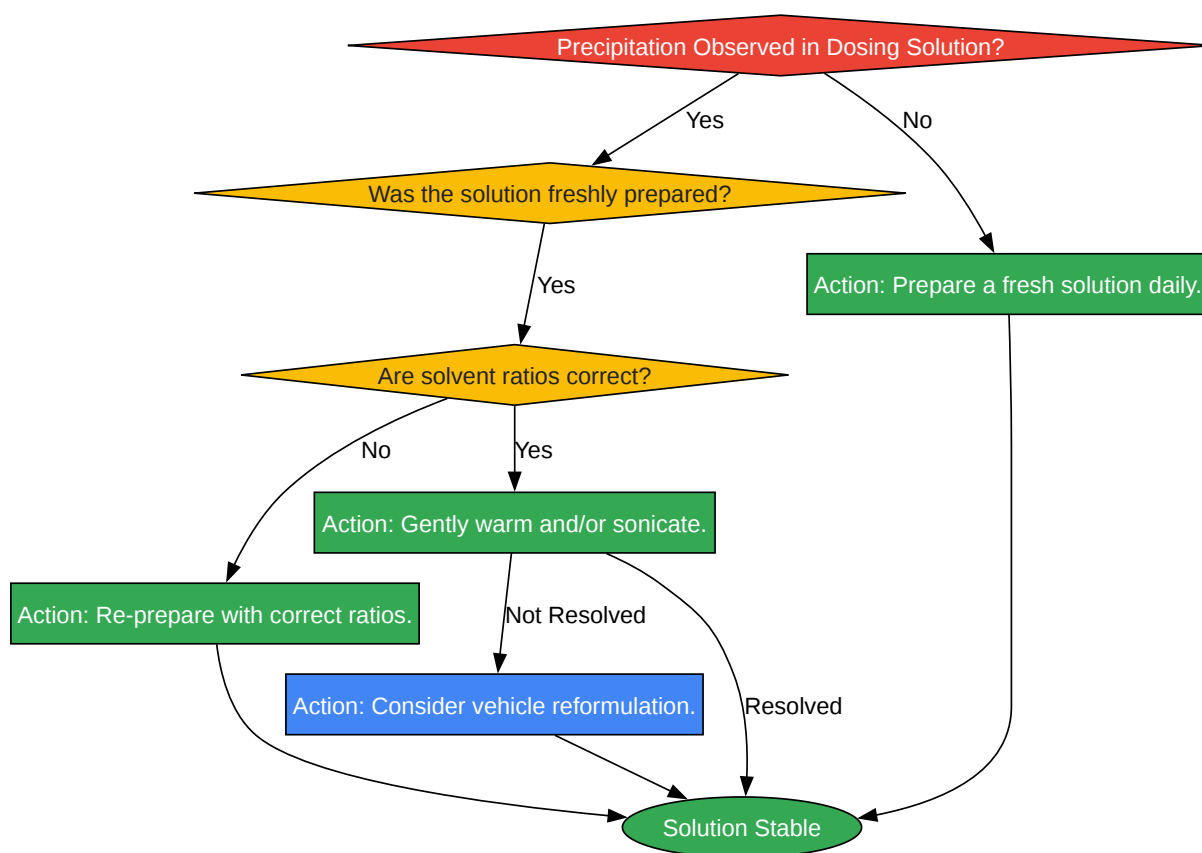 Precipitation Observed in Dosing Solution?
Yes
No
Was the solution freshly prepared?
Action: Prepare a fresh solution daily.
Yes
Are solvent ratios correct?
No
Yes
Action: Gently warm and/or sonicate.
Action: Re-prepare with correct ratios.
Not Resolved
Action: Consider vehicle reformulation.
Resolved
Solution Stable